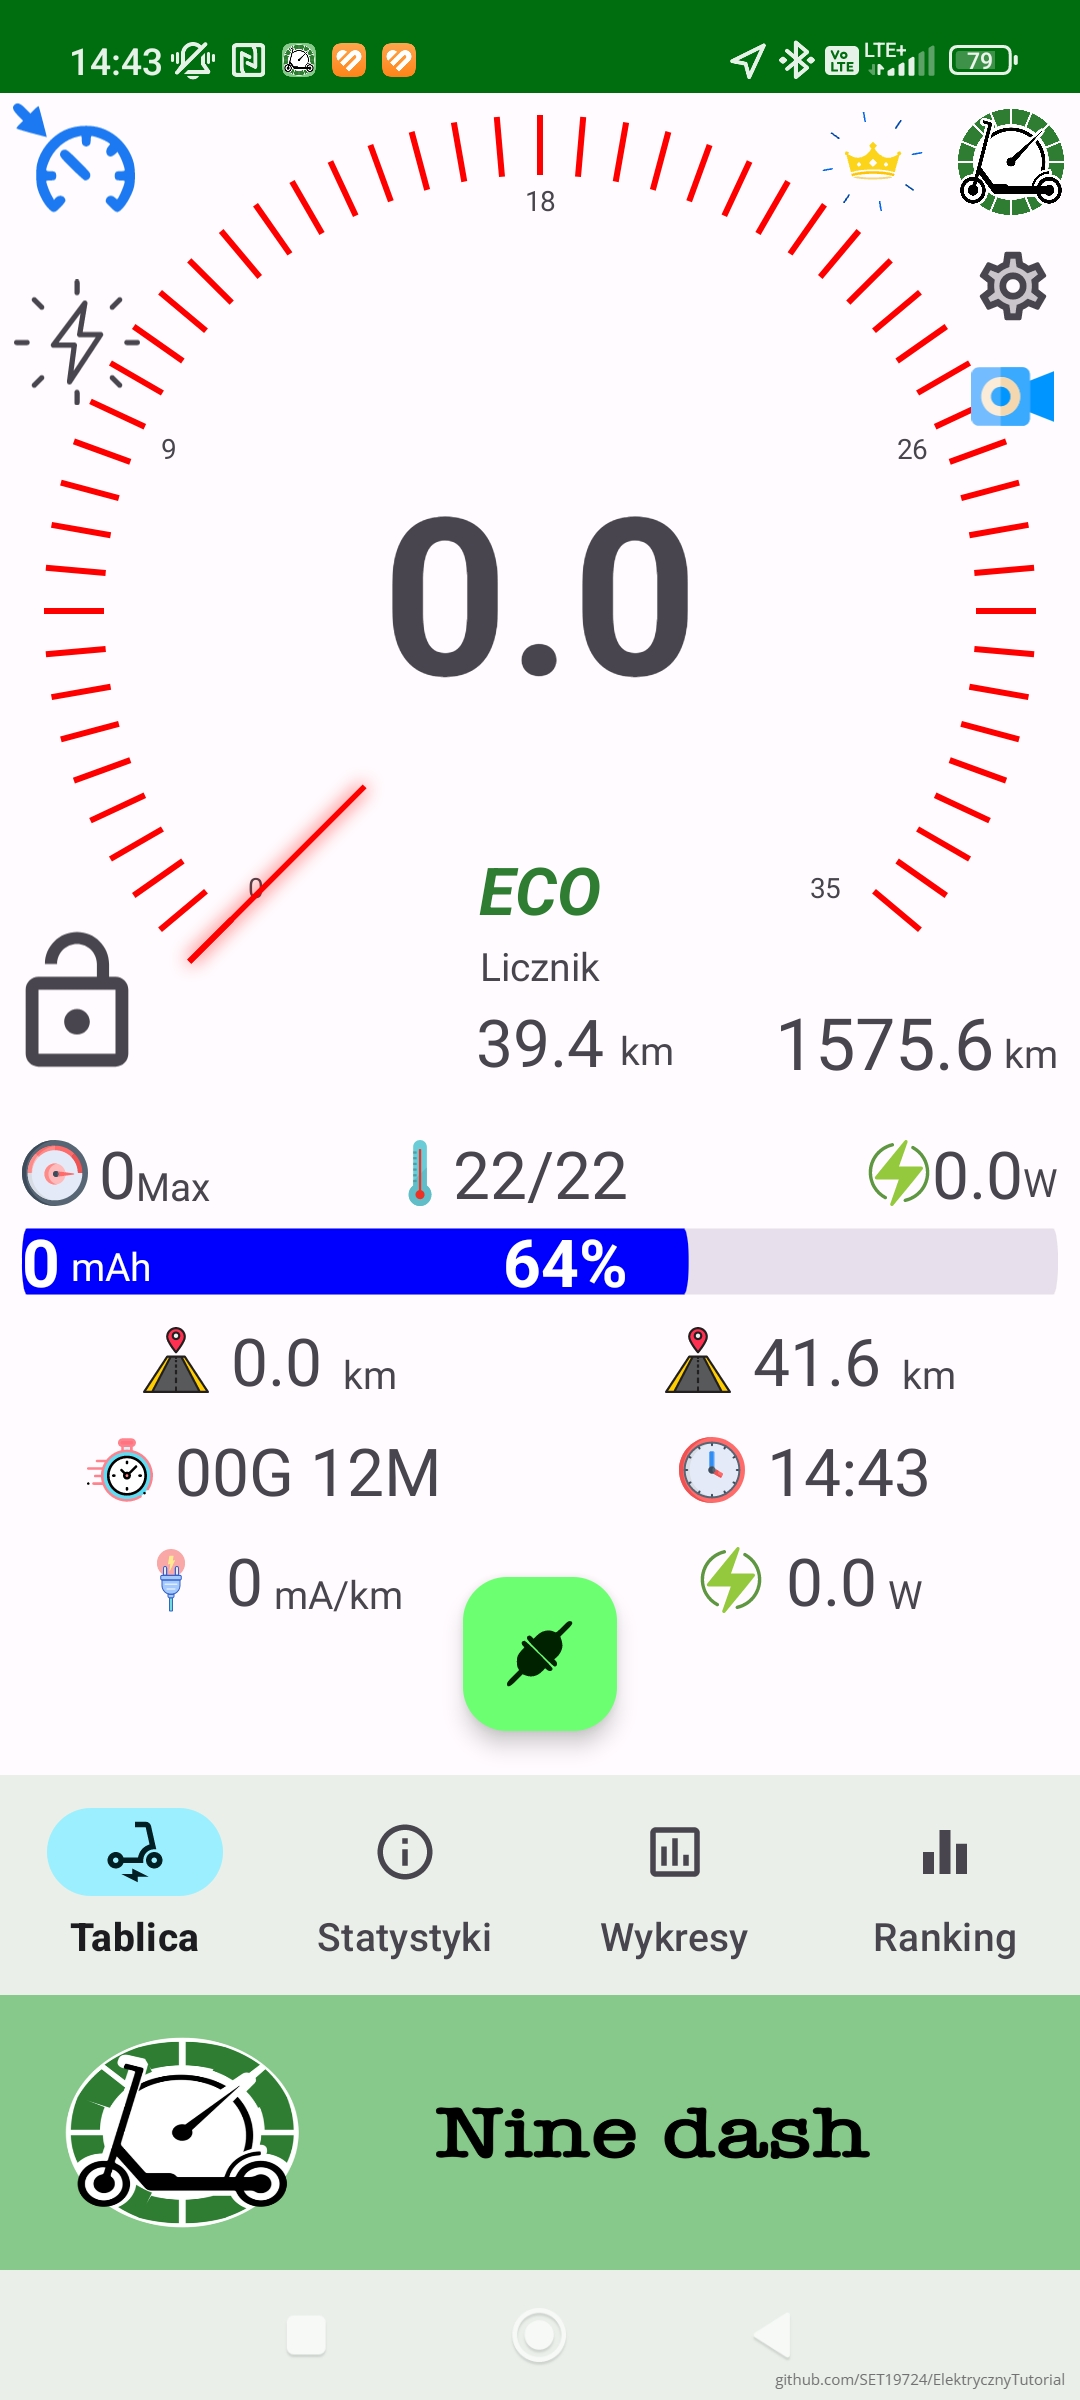 14:43 LTE+ Vo LTE 79
18
9 26
0.0
0 35
ECO
Licznik
39.4 km 1575.6 km
0Max 22/22 0.0W
0 mAh 64%
0.0 km 41.6 km
00G 12M 14:43
0 mA/km 0.0 W
Tablica Statystyki Wykresy Ranking
Nine dash
github.com/SET19724/ElektrycznyTutorial